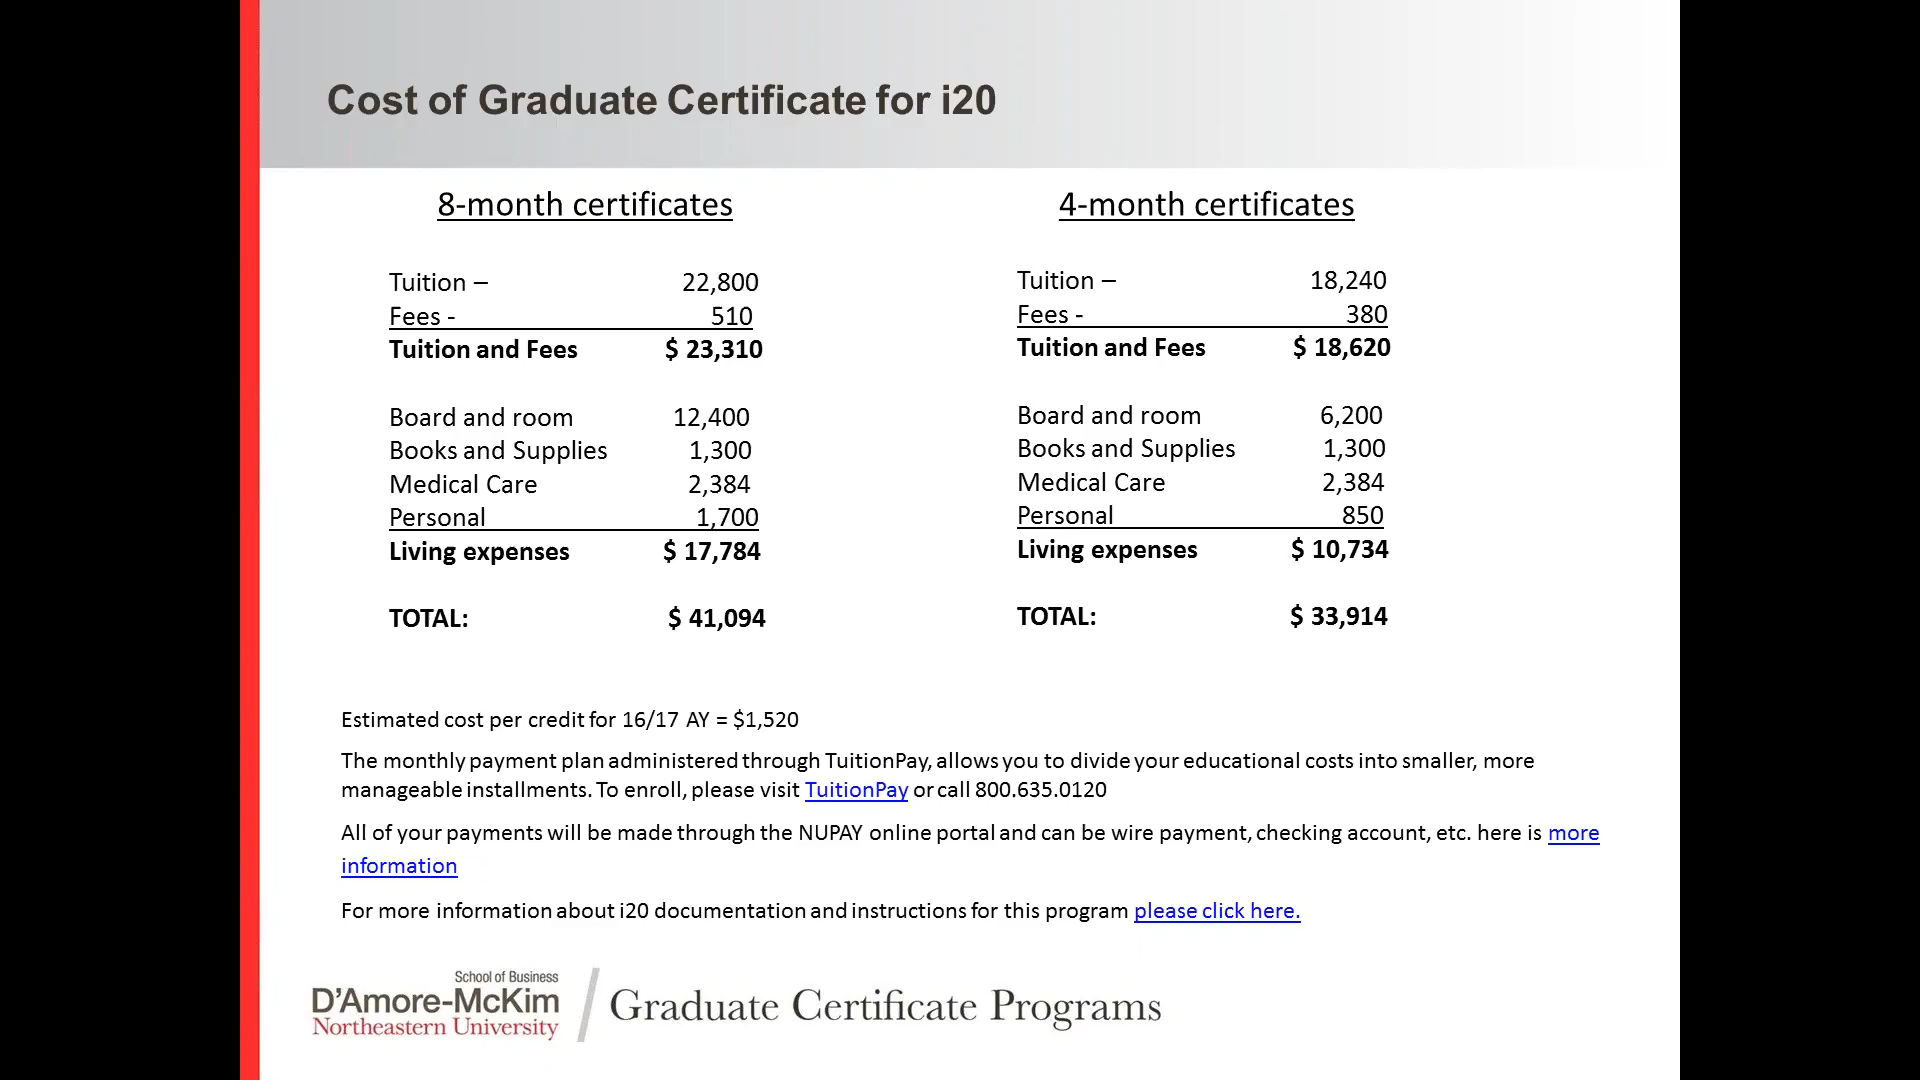 Cost of Graduate Certificate for i20
8-month certificates
Tuition – 22,800
Fees - 510
Tuition and Fees $ 23,310
Board and room 12,400
Books and Supplies 1,300
Medical Care 2,384
Personal 1,700
Living expenses $ 17,784
TOTAL: $ 41,094
4-month certificates
Tuition – 18,240
Fees - 380
Tuition and Fees $ 18,620
Board and room 6,200
Books and Supplies 1,300
Medical Care 2,384
Personal 850
Living expenses $ 10,734
TOTAL: $ 33,914
Estimated cost per credit for 16/17 AY = $1,520
The monthly payment plan administered through TuitionPay, allows you to divide your educational costs into smaller, more
manageable installments. To enroll, please visit TuitionPay or call 800.635.0120
All of your payments will be made through the NUPAY online portal and can be wire payment, checking account, etc. here is more
information
For more information about i20 documentation and instructions for this program please click here.
School of Business
D'Amore-McKim
Northeastern University
Graduate Certificate Programs